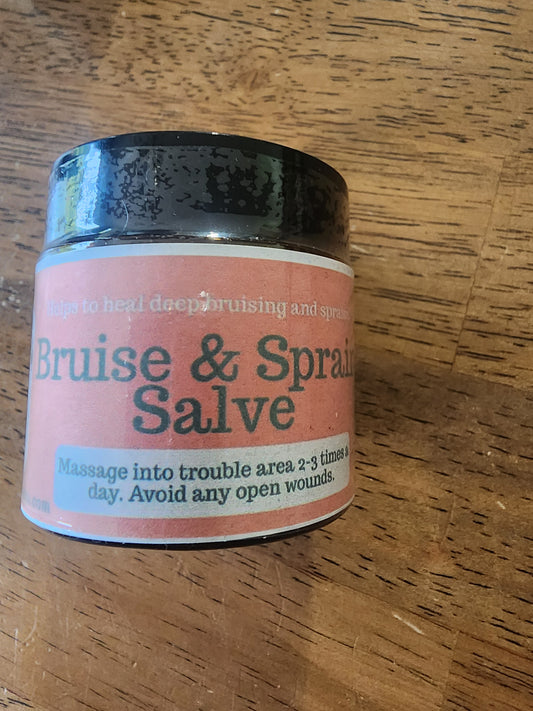 Helps to heal deep bruising and sprains
Bruise & Sprain
Salve
Massage into trouble area 2-3 times a
day. Avoid any open wounds.
.com